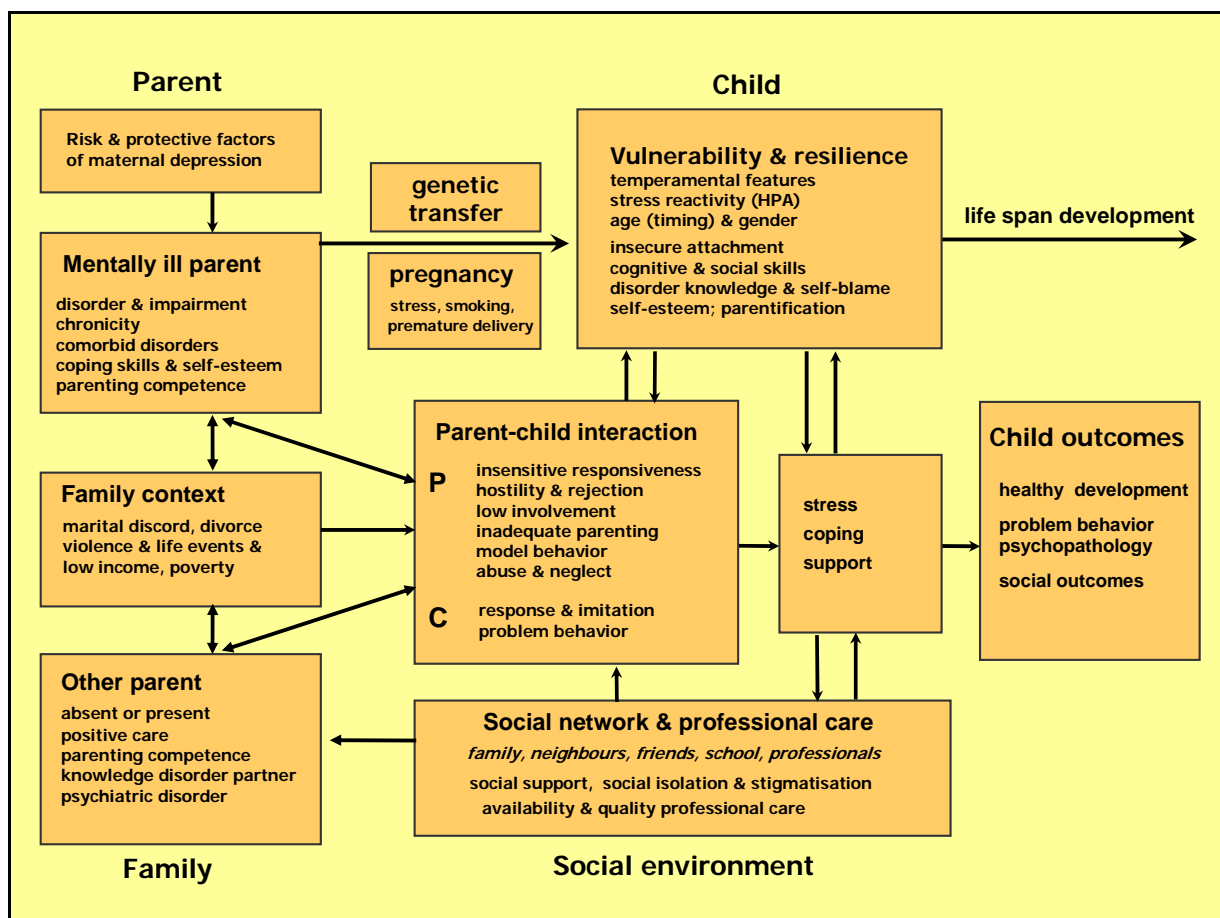 Parent
Child
Risk & protective factors
of maternal depression
genetic
transfer
pregnancy
stress, smoking,
premature delivery
Vulnerability & resilience
temperamental features
stress reactivity (HPA)
age (timing) & gender
insecure attachment
cognitive & social skills
disorder knowledge & self-blame
self-esteem; parentification
life span development
Mentally ill parent
disorder & impairment
chronicity
comorbid disorders
coping skills & self-esteem
parenting competence
Family context
marital discord, divorce
violence & life events &
low income, poverty
Parent-child interaction
P
insensitive responsiveness
hostility & rejection
low involvement
inadequate parenting
model behavior
abuse & neglect
C
response & imitation
problem behavior
stress
coping
support
Child outcomes
healthy development
problem behavior
psychopathology
social outcomes
Other parent
absent or present
positive care
parenting competence
knowledge disorder partner
psychiatric disorder
Social network & professional care
family, neighbours, friends, school, professionals
social support, social isolation & stigmatisation
availability & quality professional care
Family
Social environment